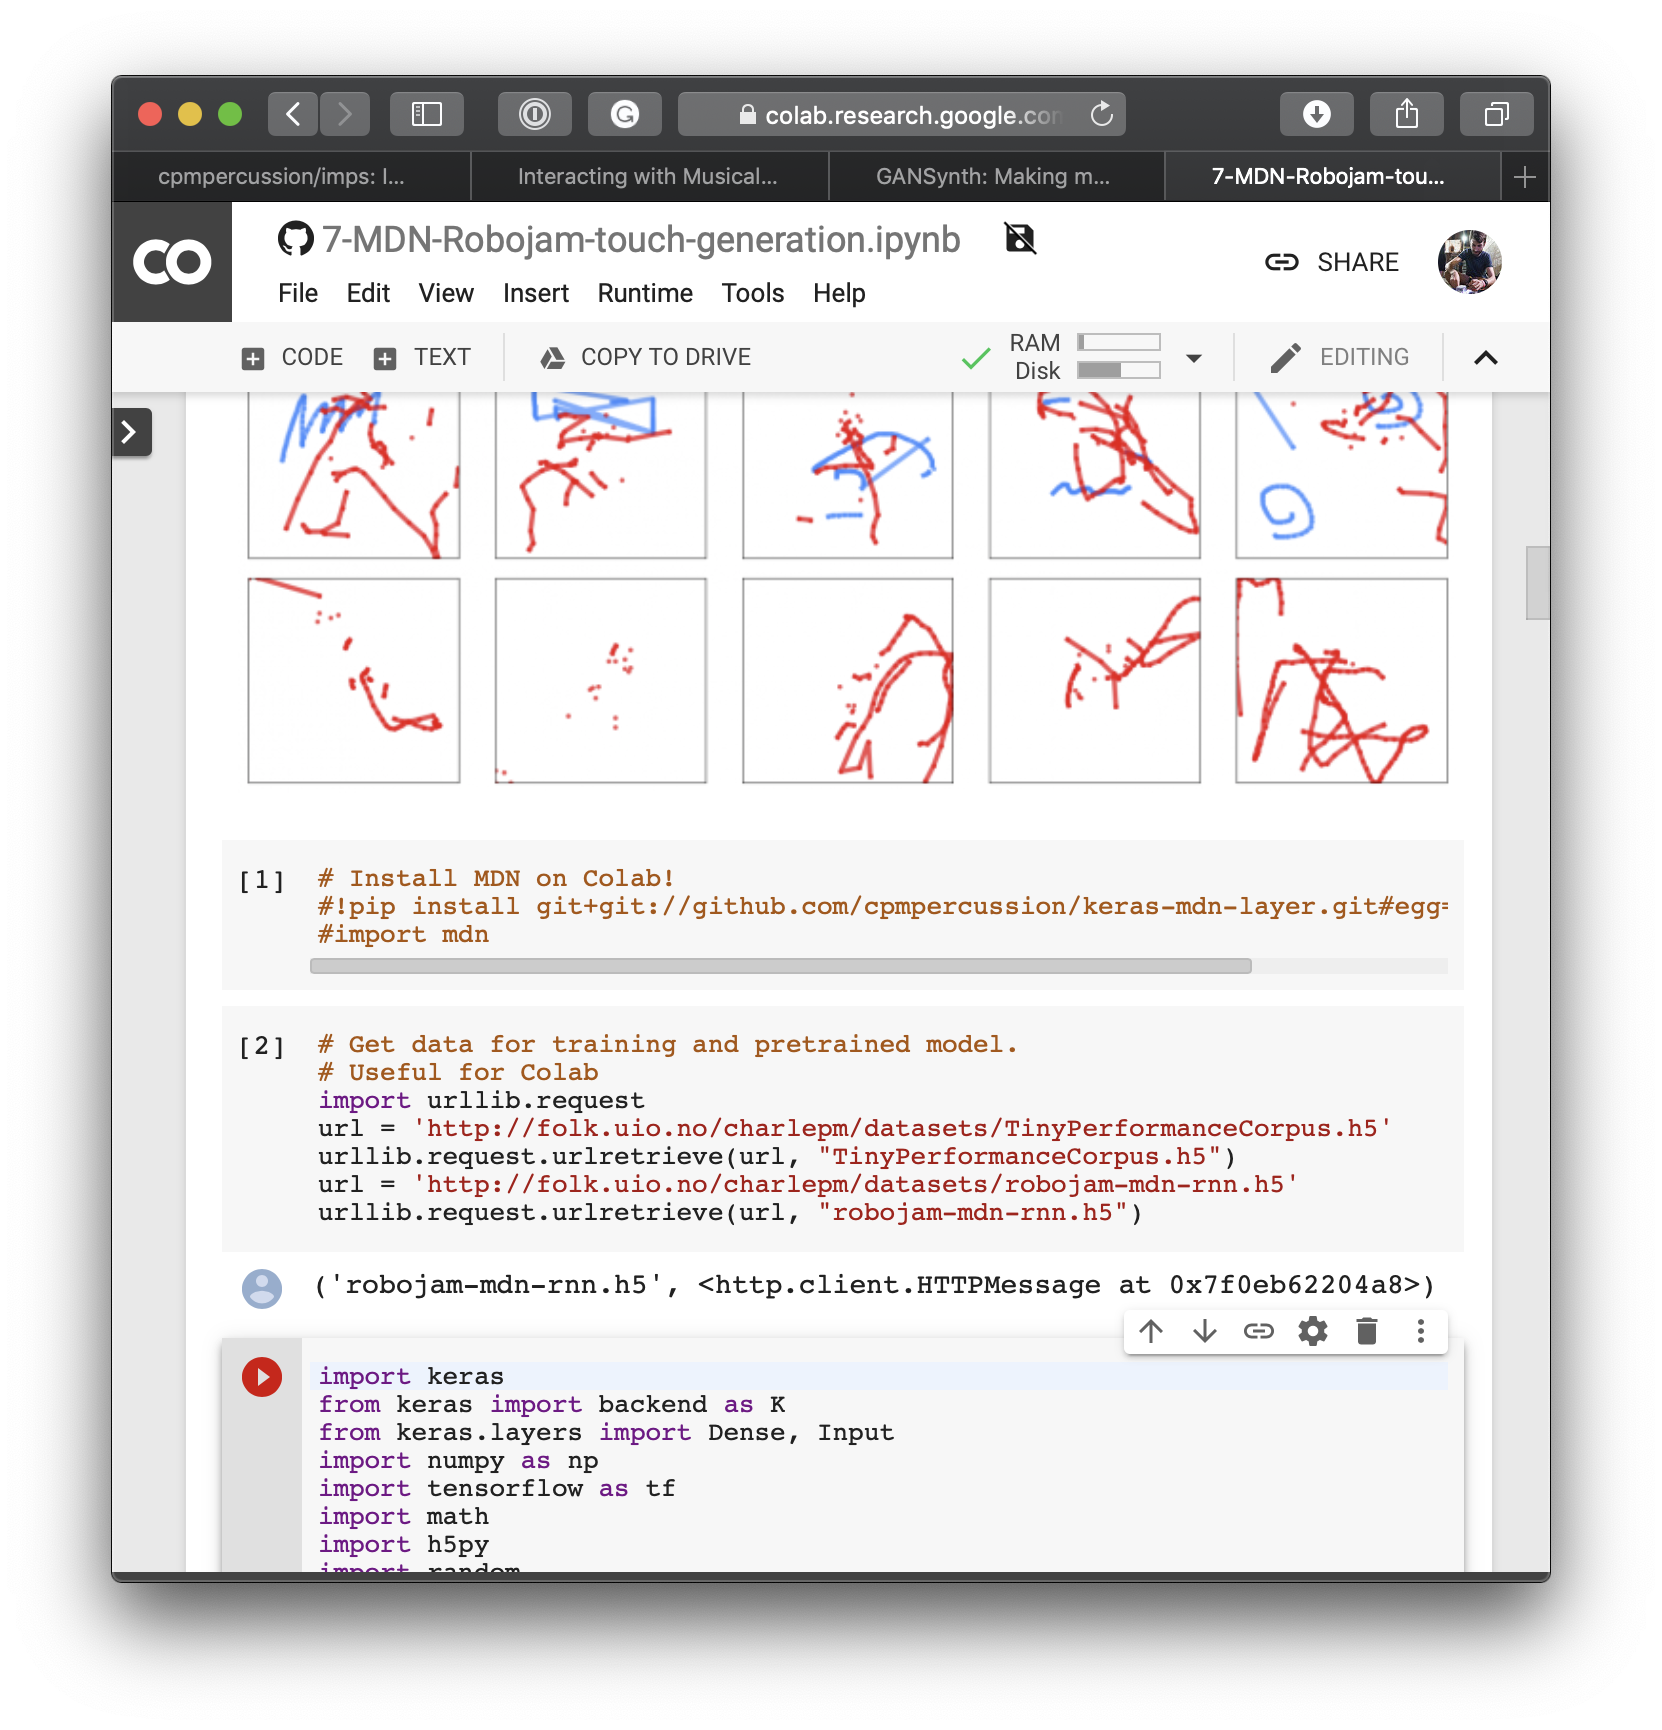 colab.research.google.com
cpmpercussion/imps: I...
Interacting with Musical...
GANSynth: Making m...
7-MDN-Robojam-tou...
CO
7-MDN-Robojam-touch-generation.ipynb
SHARE
File Edit View Insert Runtime Tools Help
CODE TEXT COPY TO DRIVE
RAM
Disk
EDITING
[1]
# Install MDN on Colab!
#!pip install git+git://github.com/cpmpercussion/keras-mdn-layer.git#egg=
#import mdn
[2]
# Get data for training and pretrained model.
# Useful for Colab
import urllib.request
url = 'http://folk.uio.no/charlepm/datasets/TinyPerformanceCorpus.h5'
urllib.request.urlretrieve(url, "TinyPerformanceCorpus.h5")
url = 'http://folk.uio.no/charlepm/datasets/robojam-mdn-rnn.h5'
urllib.request.urlretrieve(url, "robojam-mdn-rnn.h5")
('robojam-mdn-rnn.h5', <http.client.HTTPMessage at 0x7f0eb62204a8>)
import keras
from keras import backend as K
from keras.layers import Dense, Input
import numpy as np
import tensorflow as tf
import math
import h5py
import random